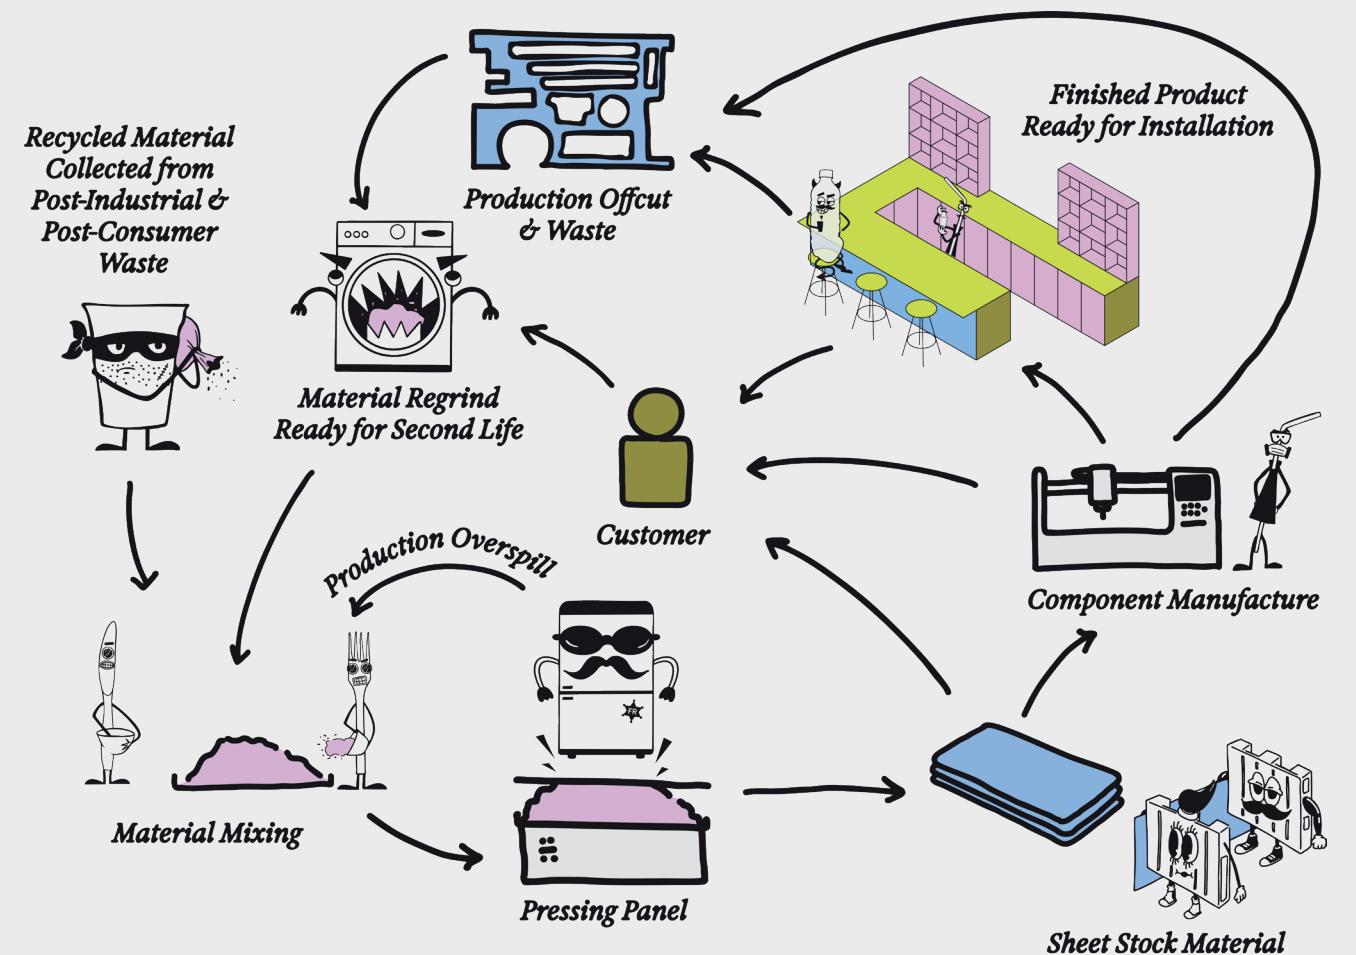 Finished Product
Ready for Installation
Recycled Material
Collected from
Post-Industrial &
Post-Consumer
Waste
Production Offcut
& Waste
Material Regrind
Ready for Second Life
Customer
Production Overspill
Component Manufacture
Material Mixing
Pressing Panel
Sheet Stock Material